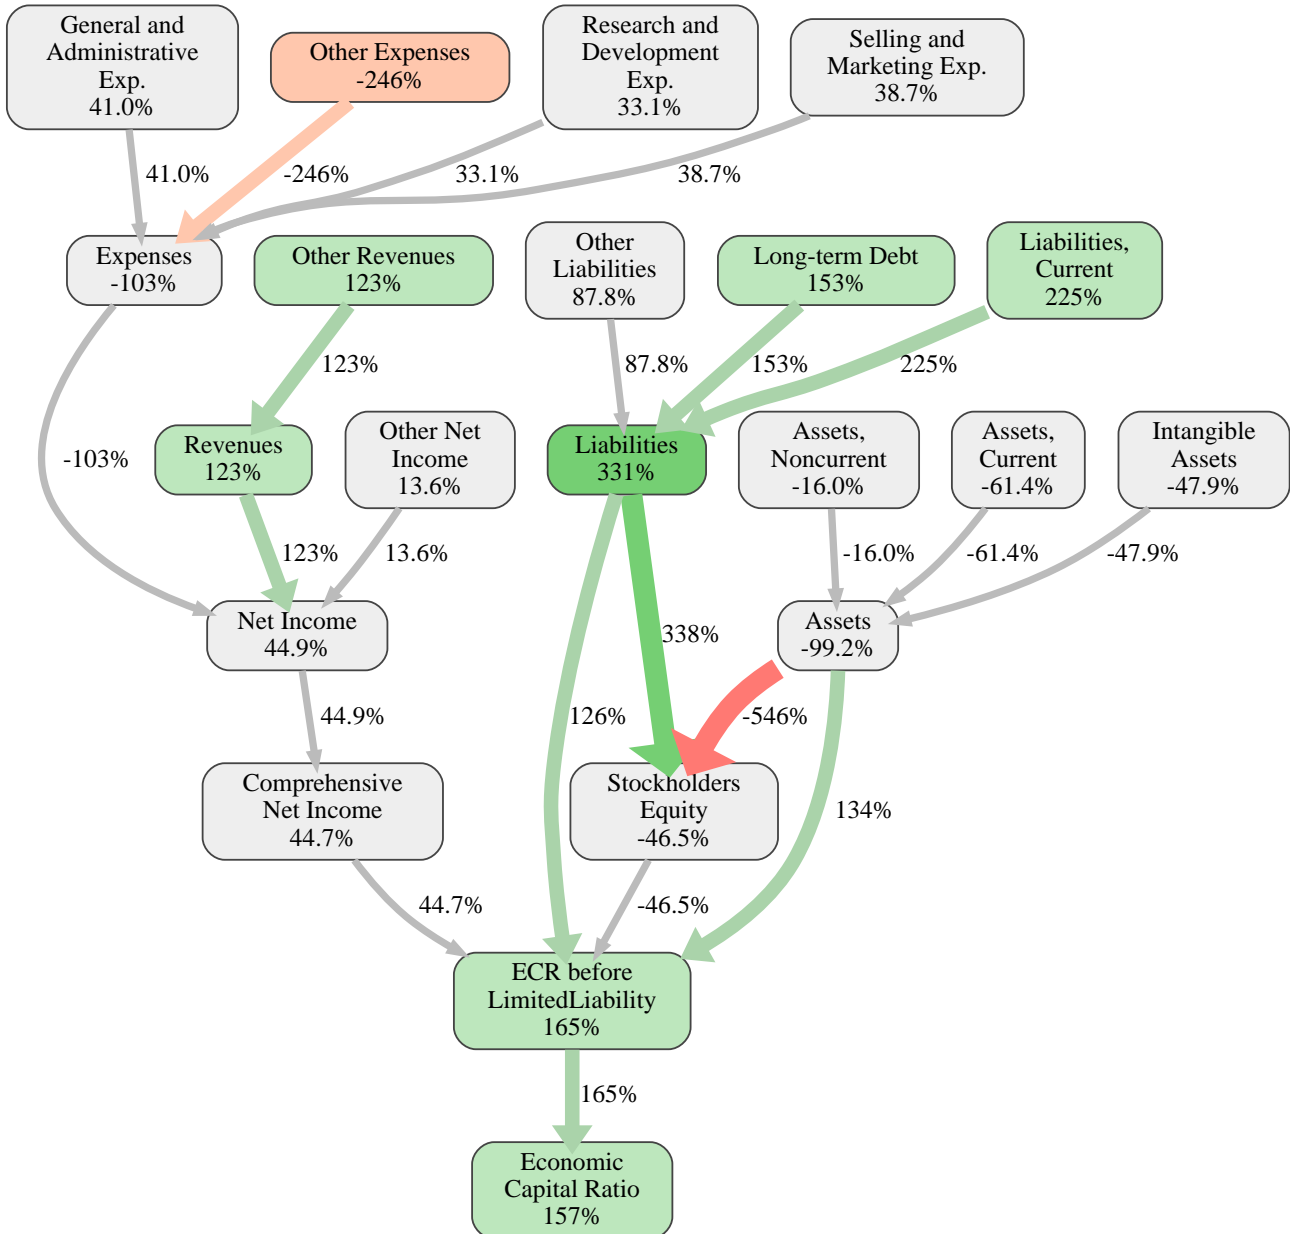 General and
Administrative
Exp.
41.0%
Other Expenses
-246%
Research and
Development
Exp.
33.1%
Selling and
Marketing Exp.
38.7%
41.0%
-246%
33.1%
38.7%
Expenses
-103%
Other Revenues
123%
Other
Liabilities
87.8%
Long-term Debt
153%
Liabilities,
Current
225%
123%
87.8%
153%
225%
-103%
Revenues
123%
Other Net
Income
13.6%
Liabilities
331%
Assets,
Noncurrent
-16.0%
Assets,
Current
-61.4%
Intangible
Assets
-47.9%
123%
13.6%
-16.0%
-61.4%
-47.9%
Net Income
44.9%
338%
Assets
-99.2%
44.9%
126%
-546%
Comprehensive
Net Income
44.7%
Stockholders
Equity
-46.5%
134%
44.7%
-46.5%
ECR before
LimitedLiability
165%
165%
Economic
Capital Ratio
157%